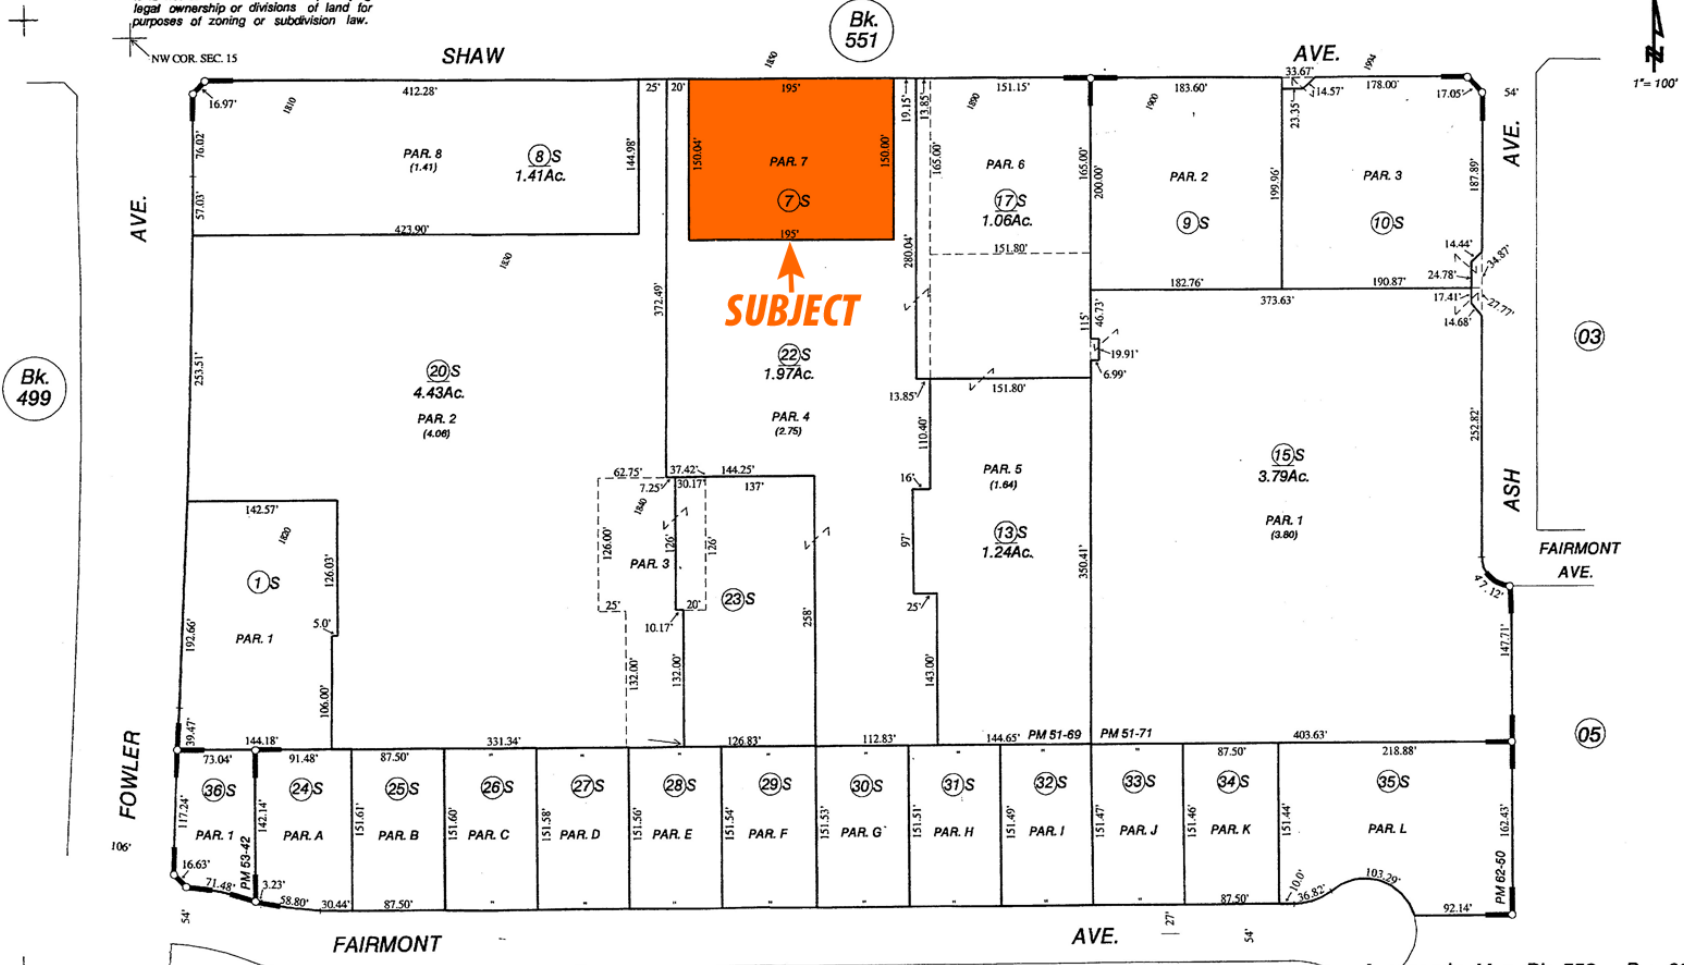 legal ownership or divisions of land for
purposes of zoning or subdivision law.
NW COR. SEC. 15
SHAW
Bk.
551
AVE.
1"= 100'
16.97'
1810
412.28'
25'
20'
1850
195'
19.15'
13.85'
151.15'
1890
183.60'
1900
33.67'
14.57'
23.35'
178.00'
1904
17.05'
54'
AVE.
76.02'
57.03'
PAR. 8
(1.41)
8 S
1.41Ac.
144.98'
150.04'
PAR. 7
7 S
150.00'
195'
SUBJECT
165.00'
PAR. 6
17 S
1.06Ac.
151.80'
165.00'
200.00'
PAR. 2
9 S
182.76'
199.96'
PAR. 3
10 S
190.87'
187.89'
14.44'
34.87'
24.78'
17.41'
27.77'
14.68'
373.63'
AVE.
423.90'
1830
372.49'
280.04'
115'
46.73'
19.91'
6.99'
03
Bk.
499
253.51'
20 S
4.43Ac.
PAR. 2
(4.06)
22 S
1.97Ac.
PAR. 4
(2.75)
13.85'
151.80'
110.40'
PAR. 5
(1.64)
13 S
1.24Ac.
16'
97'
25'
143.00'
350.41'
15 S
3.79Ac.
PAR. 1
(3.80)
252.82'
ASH
FAIRMONT
AVE.
47.12'
147.71'
142.57'
1820
1 S
PAR. 1
126.03'
5.0'
106.00'
192.66'
39.47'
62.75'
7.25'
37.42'
30.17'
144.25'
137'
1840
126.00'
126'
126'
PAR. 3
25'
20'
10.17'
132.00'
132.00'
23 S
258'
FOWLER
144.18'
331.34'
126.83'
112.83'
144.65'
PM 51-69
PM 51-71
403.63'
05
73.04'
91.48'
87.50'
"
"
"
"
"
"
"
"
87.50'
218.88'
36 S
24 S
25 S
26 S
27 S
28 S
29 S
30 S
31 S
32 S
33 S
34 S
35 S
117.24'
142.14'
151.61'
151.60'
151.58'
151.56'
151.54'
151.53'
151.51'
151.49'
151.47'
151.46'
151.44'
162.43'
PAR. 1
PAR. A
PAR. B
PAR. C
PAR. D
PAR. E
PAR. F
PAR. G
PAR. H
PAR. I
PAR. J
PAR. K
PAR. L
106'
PM 53-42
PM 62-50
16.63'
71.48'
3.23'
58.80'
30.44'
87.50'
"
"
"
"
"
"
"
"
87.50'
10.0'
36.82'
103.29'
92.14'
54'
FAIRMONT
AVE.
27'
54'